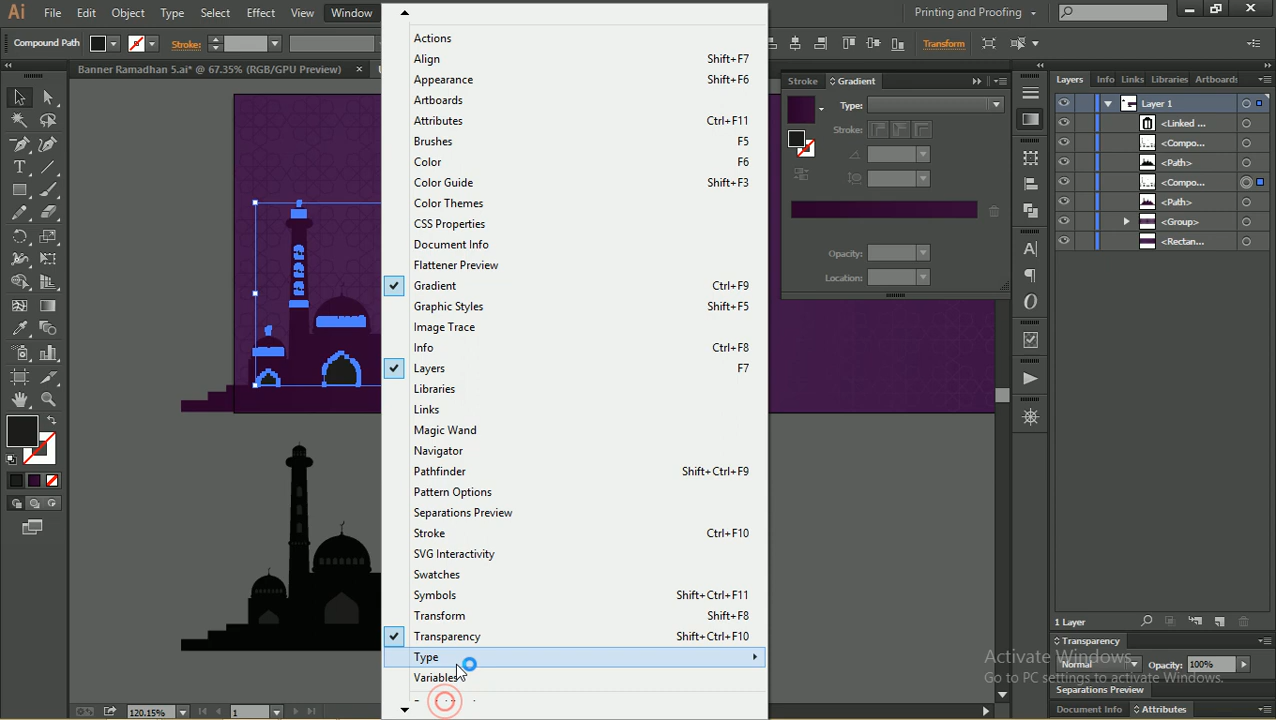 Ai File Edit Object Type Select Effect View Window Printing and Proofing
Compound Path Stroke: Transform
Banner Ramadhan 5.ai* @ 67.35% (RGB/GPU Preview) ×
Actions
Align Shift+F7
Appearance Shift+F6
Artboards
Attributes Ctrl+F11
Brushes F5
Color F6
Color Guide Shift+F3
Color Themes
CSS Properties
Document Info
Flattener Preview
Gradient Ctrl+F9
Graphic Styles Shift+F5
Image Trace
Info Ctrl+F8
Layers F7
Libraries
Links
Magic Wand
Navigator
Pathfinder Shift+Ctrl+F9
Pattern Options
Separations Preview
Stroke Ctrl+F10
SVG Interactivity
Swatches
Symbols Shift+Ctrl+F11
Transform Shift+F8
Transparency Shift+Ctrl+F10
Type
Variables
Stroke Gradient
Type:
Stroke:
Opacity:
Location:
Layers Info Links Libraries Artboards
Layer 1
<Linked ...
<Compo...
<Path>
<Compo...
<Path>
<Group>
<Rectan...
1 Layer
Transparency
Normal Opacity: 100%
Separations Preview
Document Info Attributes
Activate Windows
Go to PC settings to activate Windows.
120.15% 1